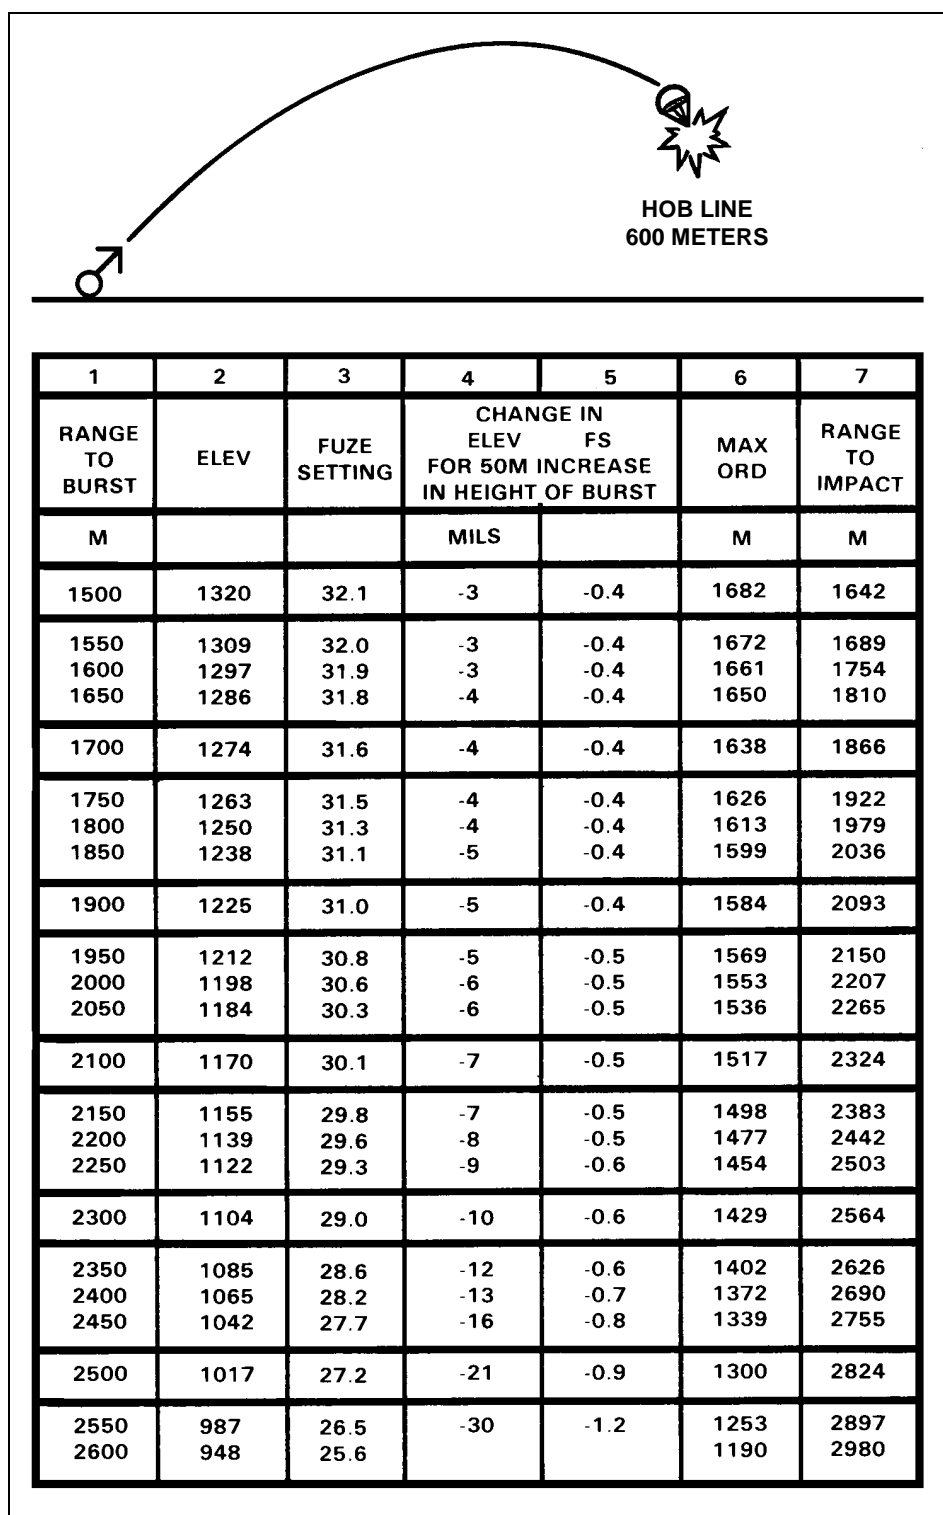 HOB LINE
600 METERS
1 2 3 4 5 6 7
RANGE TO BURST ELEV FUZE SETTING CHANGE IN ELEV FS FOR 50M INCREASE IN HEIGHT OF BURST MAX ORD RANGE TO IMPACT
M MILS M M
1500 1320 32.1 -3 -0.4 1682 1642
1550 1309 32.0 -3 -0.4 1672 1689
1600 1297 31.9 -3 -0.4 1661 1754
1650 1286 31.8 -4 -0.4 1650 1810
1700 1274 31.6 -4 -0.4 1638 1866
1750 1263 31.5 -4 -0.4 1626 1922
1800 1250 31.3 -4 -0.4 1613 1979
1850 1238 31.1 -5 -0.4 1599 2036
1900 1225 31.0 -5 -0.4 1584 2093
1950 1212 30.8 -5 -0.5 1569 2150
2000 1198 30.6 -6 -0.5 1553 2207
2050 1184 30.3 -6 -0.5 1536 2265
2100 1170 30.1 -7 -0.5 1517 2324
2150 1155 29.8 -7 -0.5 1498 2383
2200 1139 29.6 -8 -0.5 1477 2442
2250 1122 29.3 -9 -0.6 1454 2503
2300 1104 29.0 -10 -0.6 1429 2564
2350 1085 28.6 -12 -0.6 1402 2626
2400 1065 28.2 -13 -0.7 1372 2690
2450 1042 27.7 -16 -0.8 1339 2755
2500 1017 27.2 -21 -0.9 1300 2824
2550 987 26.5 -30 -1.2 1253 2897
2600 948 25.6 1190 2980